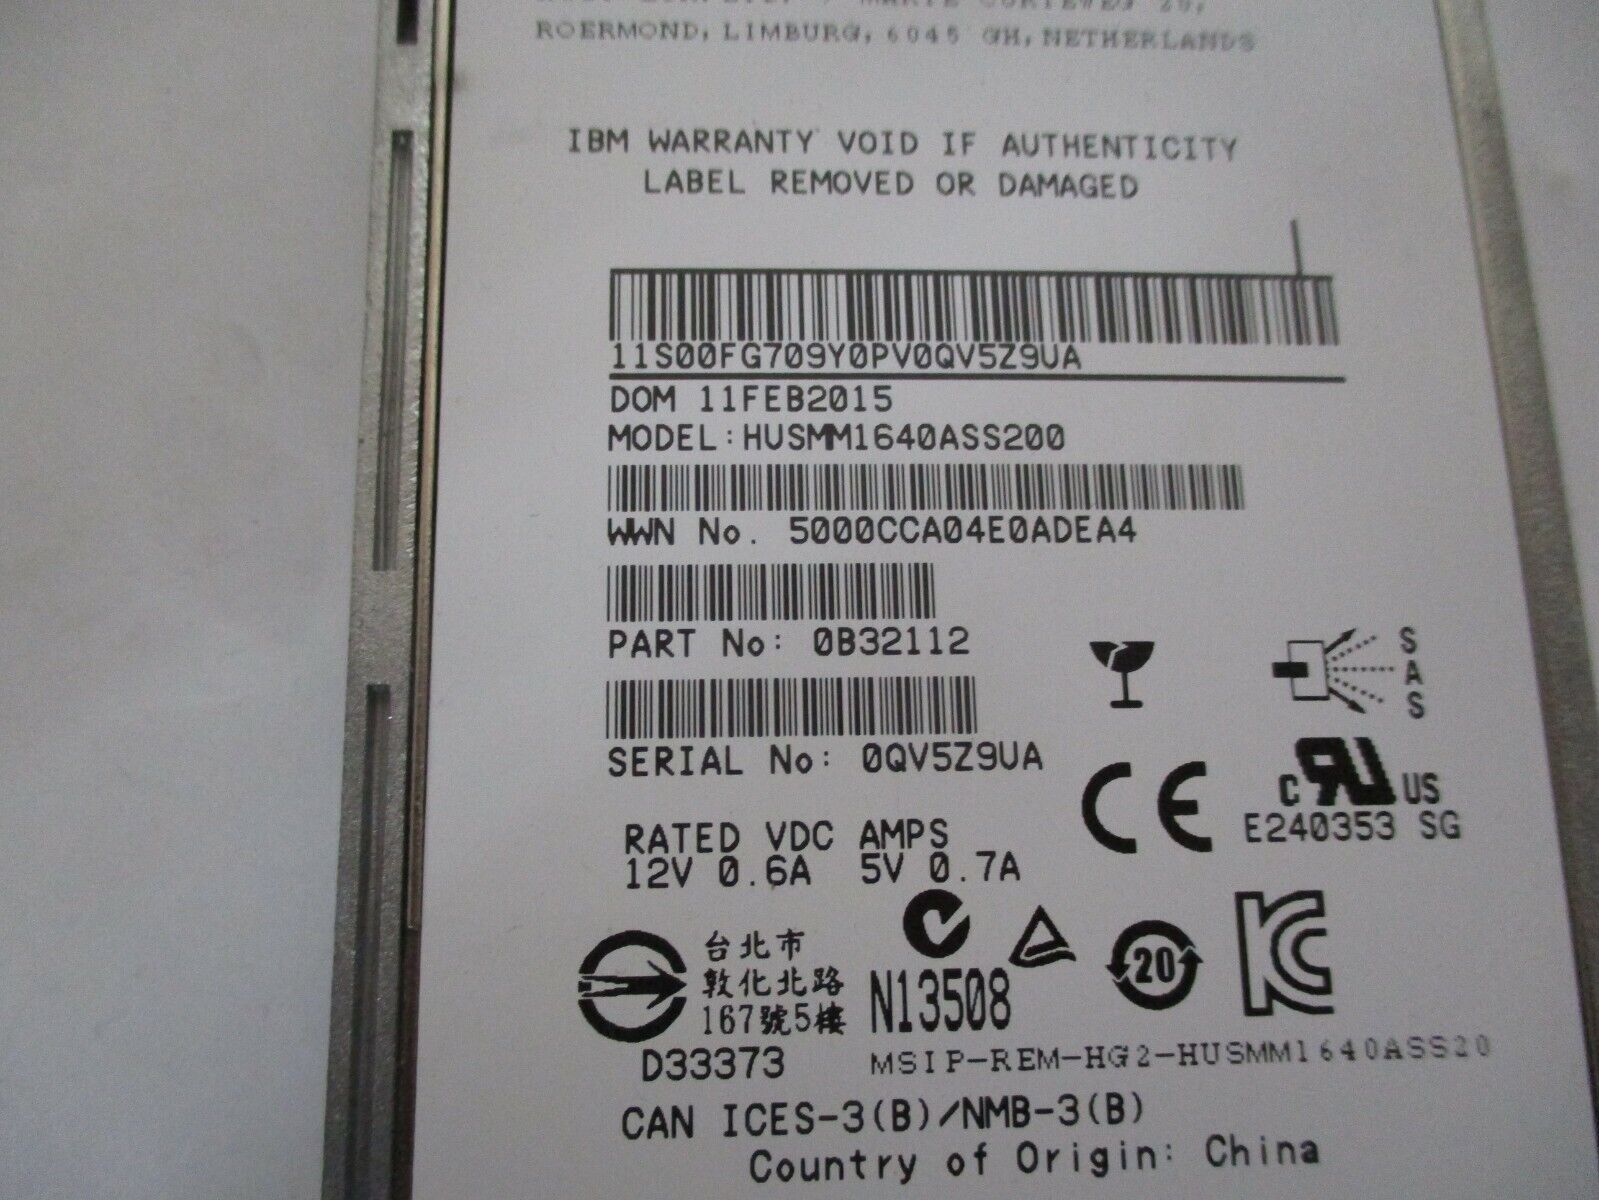 ROERMOND, LIMBURG, 6045 GH, NETHERLANDS
IBM WARRANTY VOID IF AUTHENTICITY
LABEL REMOVED OR DAMAGED
11S00FG709Y0PV0QV5Z9UA
DOM 11FEB2015
MODEL:HUSMM1640ASS200
WWN No. 5000CCA04E0ADEA4
PART No: 0B32112
SERIAL No: 0QV5Z9UA
SAS
C US
E240353 SG
RATED VDC AMPS
12V 0.6A 5V 0.7A
台北市
敦化北路
167號5樓
D33373
N13508
20
MSIP-REM-HG2-HUSMM1640ASS20
CAN ICES-3(B)/NMB-3(B)
Country of Origin: China